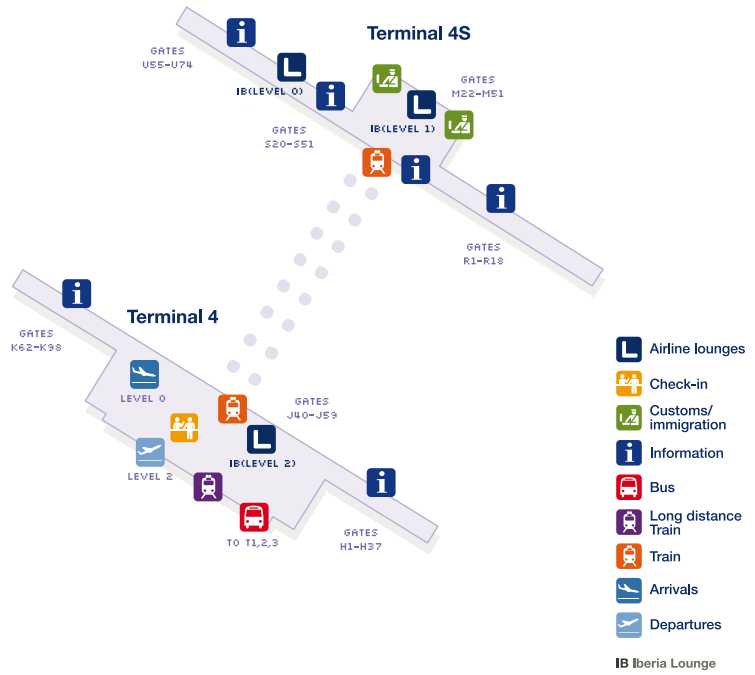 Terminal 4S
GATES
U55-U74
IB(LEVEL 0)
GATES
M22-M51
IB(LEVEL 1)
GATES
S20-S51
GATES
R1-R18
Terminal 4
GATES
K62-K98
LEVEL 0
GATES
J40-J59
IB(LEVEL 2)
LEVEL 2
TO T1,2,3
GATES
H1-H37
Airline lounges
Check-in
Customs/
immigration
Information
Bus
Long distance
Train
Train
Arrivals
Departures
IB Iberia Lounge